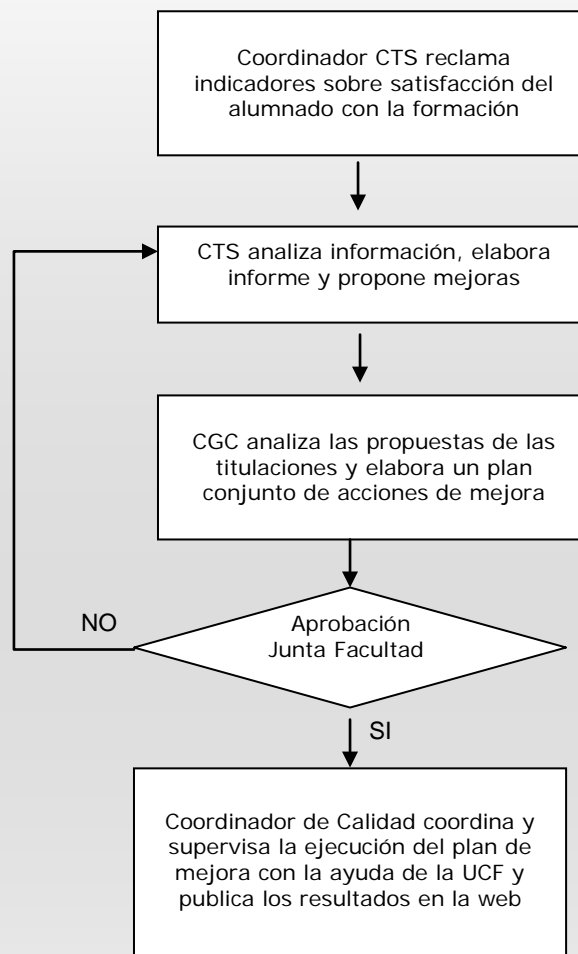 Coordinador CTS reclama
indicadores sobre satisfacción del
alumnado con la formación
CTS analiza información, elabora
informe y propone mejoras
CGC analiza las propuestas de las
titulaciones y elabora un plan
conjunto de acciones de mejora
NO
Aprobación
Junta Facultad
SI
Coordinador de Calidad coordina y
supervisa la ejecución del plan de
mejora con la ayuda de la UCF y
publica los resultados en la web